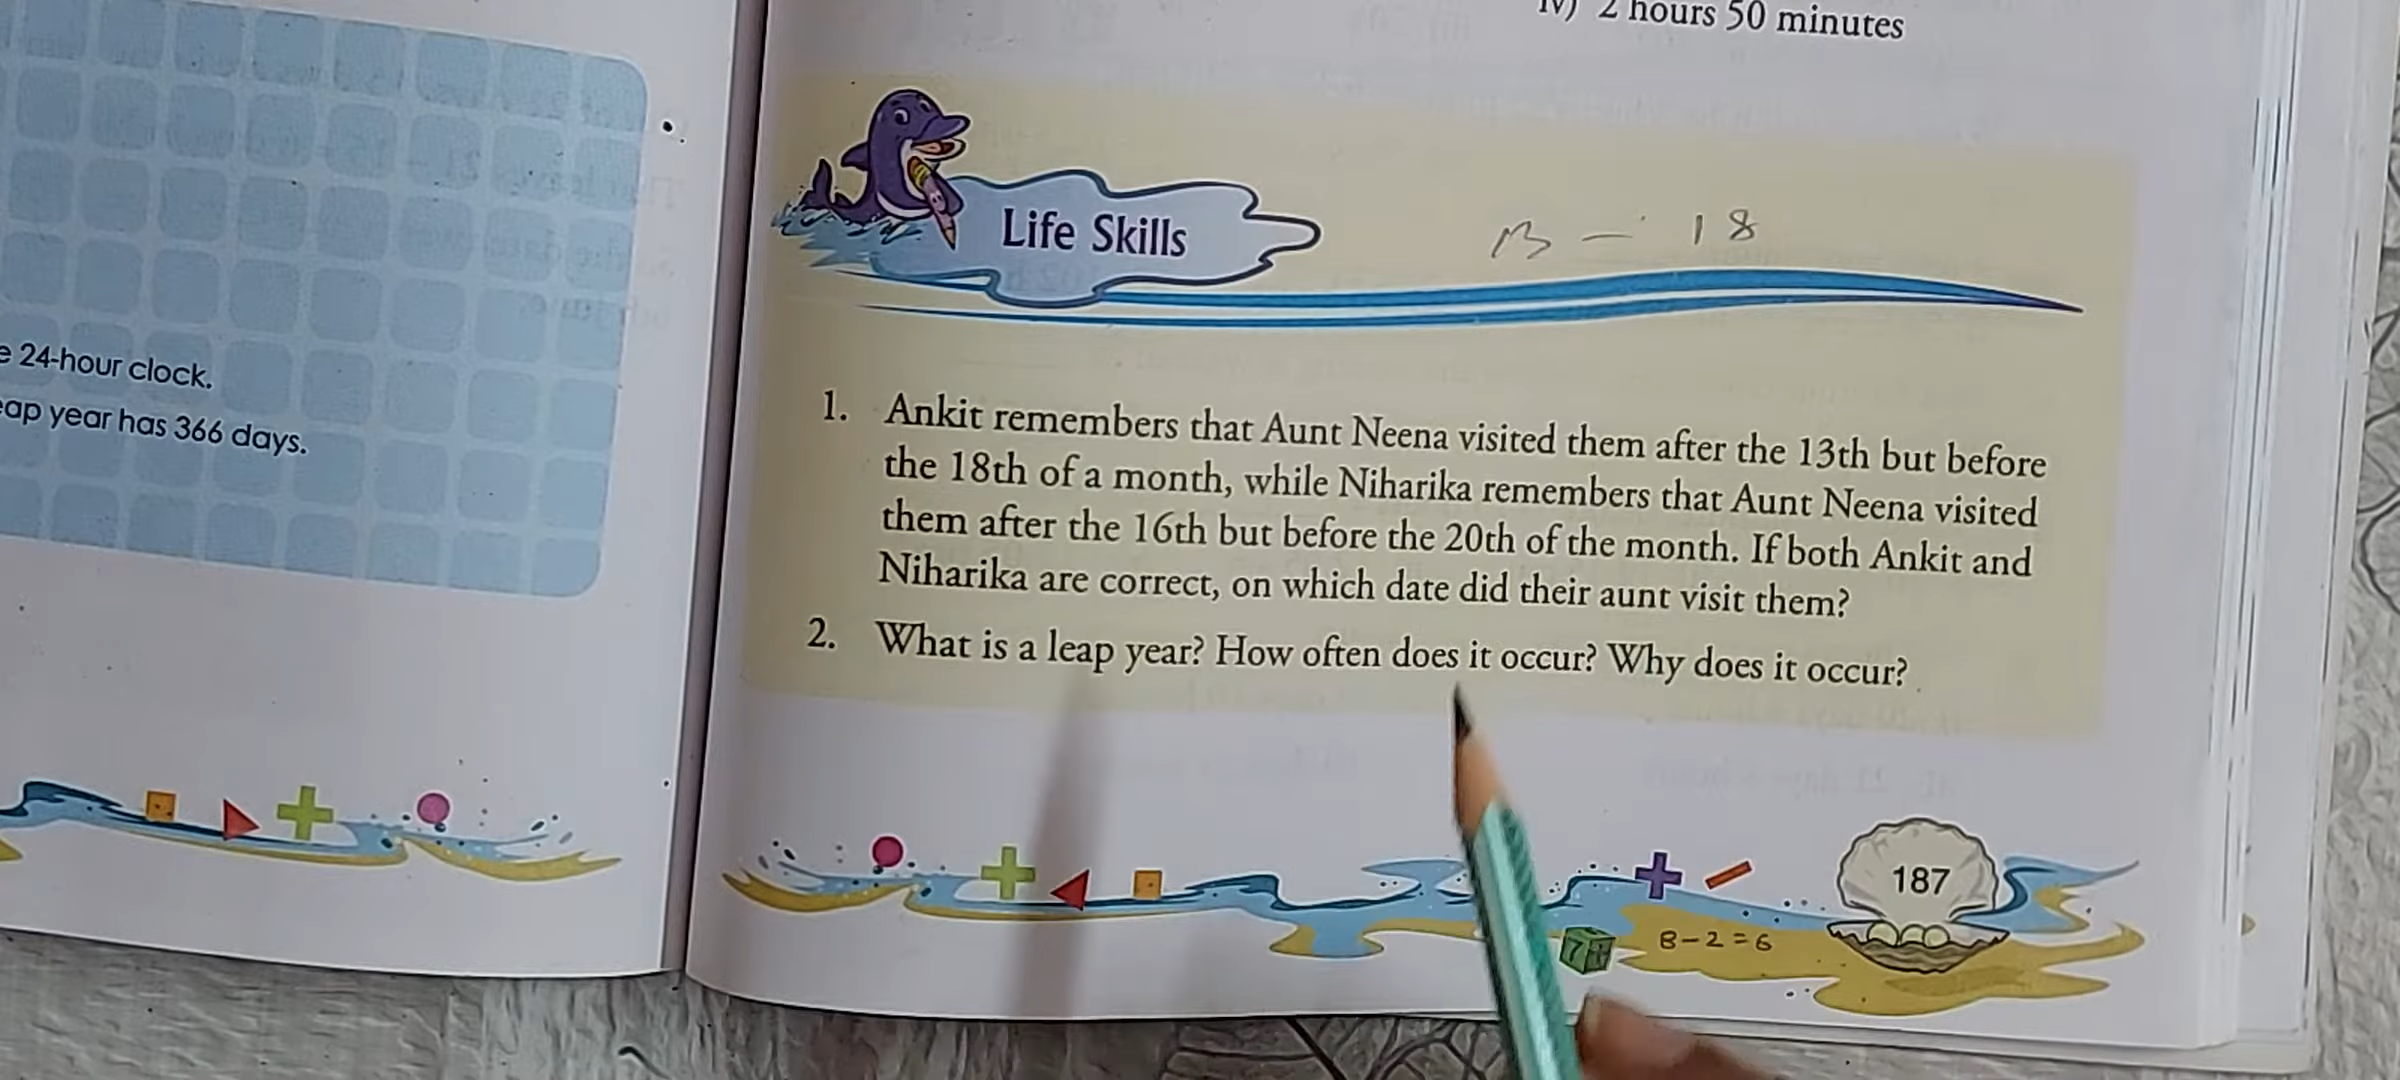 e 24-hour clock.
eap year has 366 days.
iv) 2 hours 50 minutes
Life Skills
13 – 18
1. Ankit remembers that Aunt Neena visited them after the 13th but before
the 18th of a month, while Niharika remembers that Aunt Neena visited
them after the 16th but before the 20th of the month. If both Ankit and
Niharika are correct, on which date did their aunt visit them?
2. What is a leap year? How often does it occur? Why does it occur?
8-2=6
187